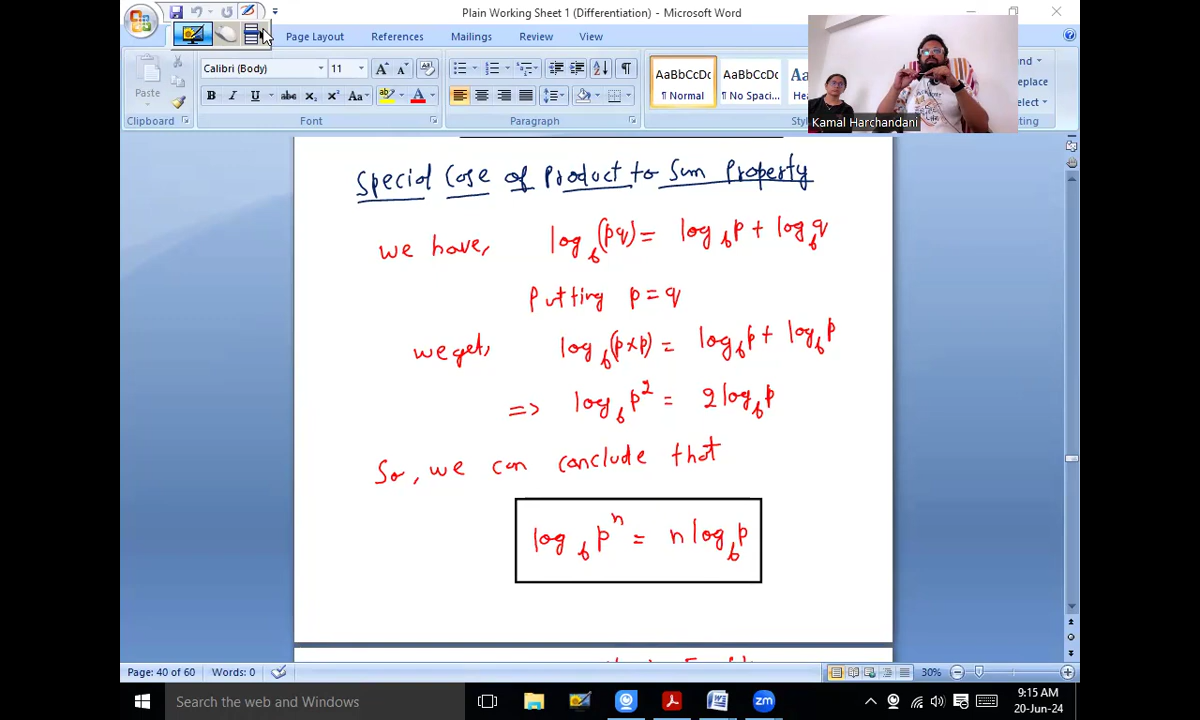 Plain Working Sheet 1 (Differentiation) - Microsoft Word
Page Layout References Mailings Review View
Paste
Calibri (Body) 11
AaBbCcDc AaBbCcDc
¶ Normal ¶ No Spaci...
Clipboard Font Paragraph
Kamal Harchandani
Special Case of Product to Sum Property
we have, log_b(pq) = log_b p + log_b q
Putting p = q
we get, log_b(p×p) = log_b p + log_b p
=> log_b p² = 2 log_b p
So, we can conclude that
log_b pⁿ = n log_b p
Page: 40 of 60 Words: 0 30%
Search the web and Windows
9:15 AM
20-Jun-24